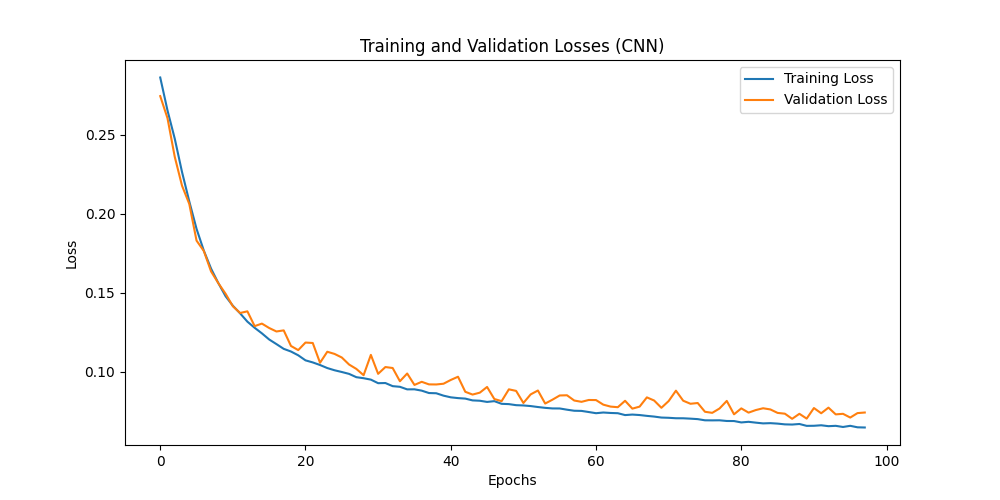 Training and Validation Losses (CNN)
Training Loss
Validation Loss
0.25
0.20
0.15
0.10
Loss
0
20
40
60
80
100
Epochs